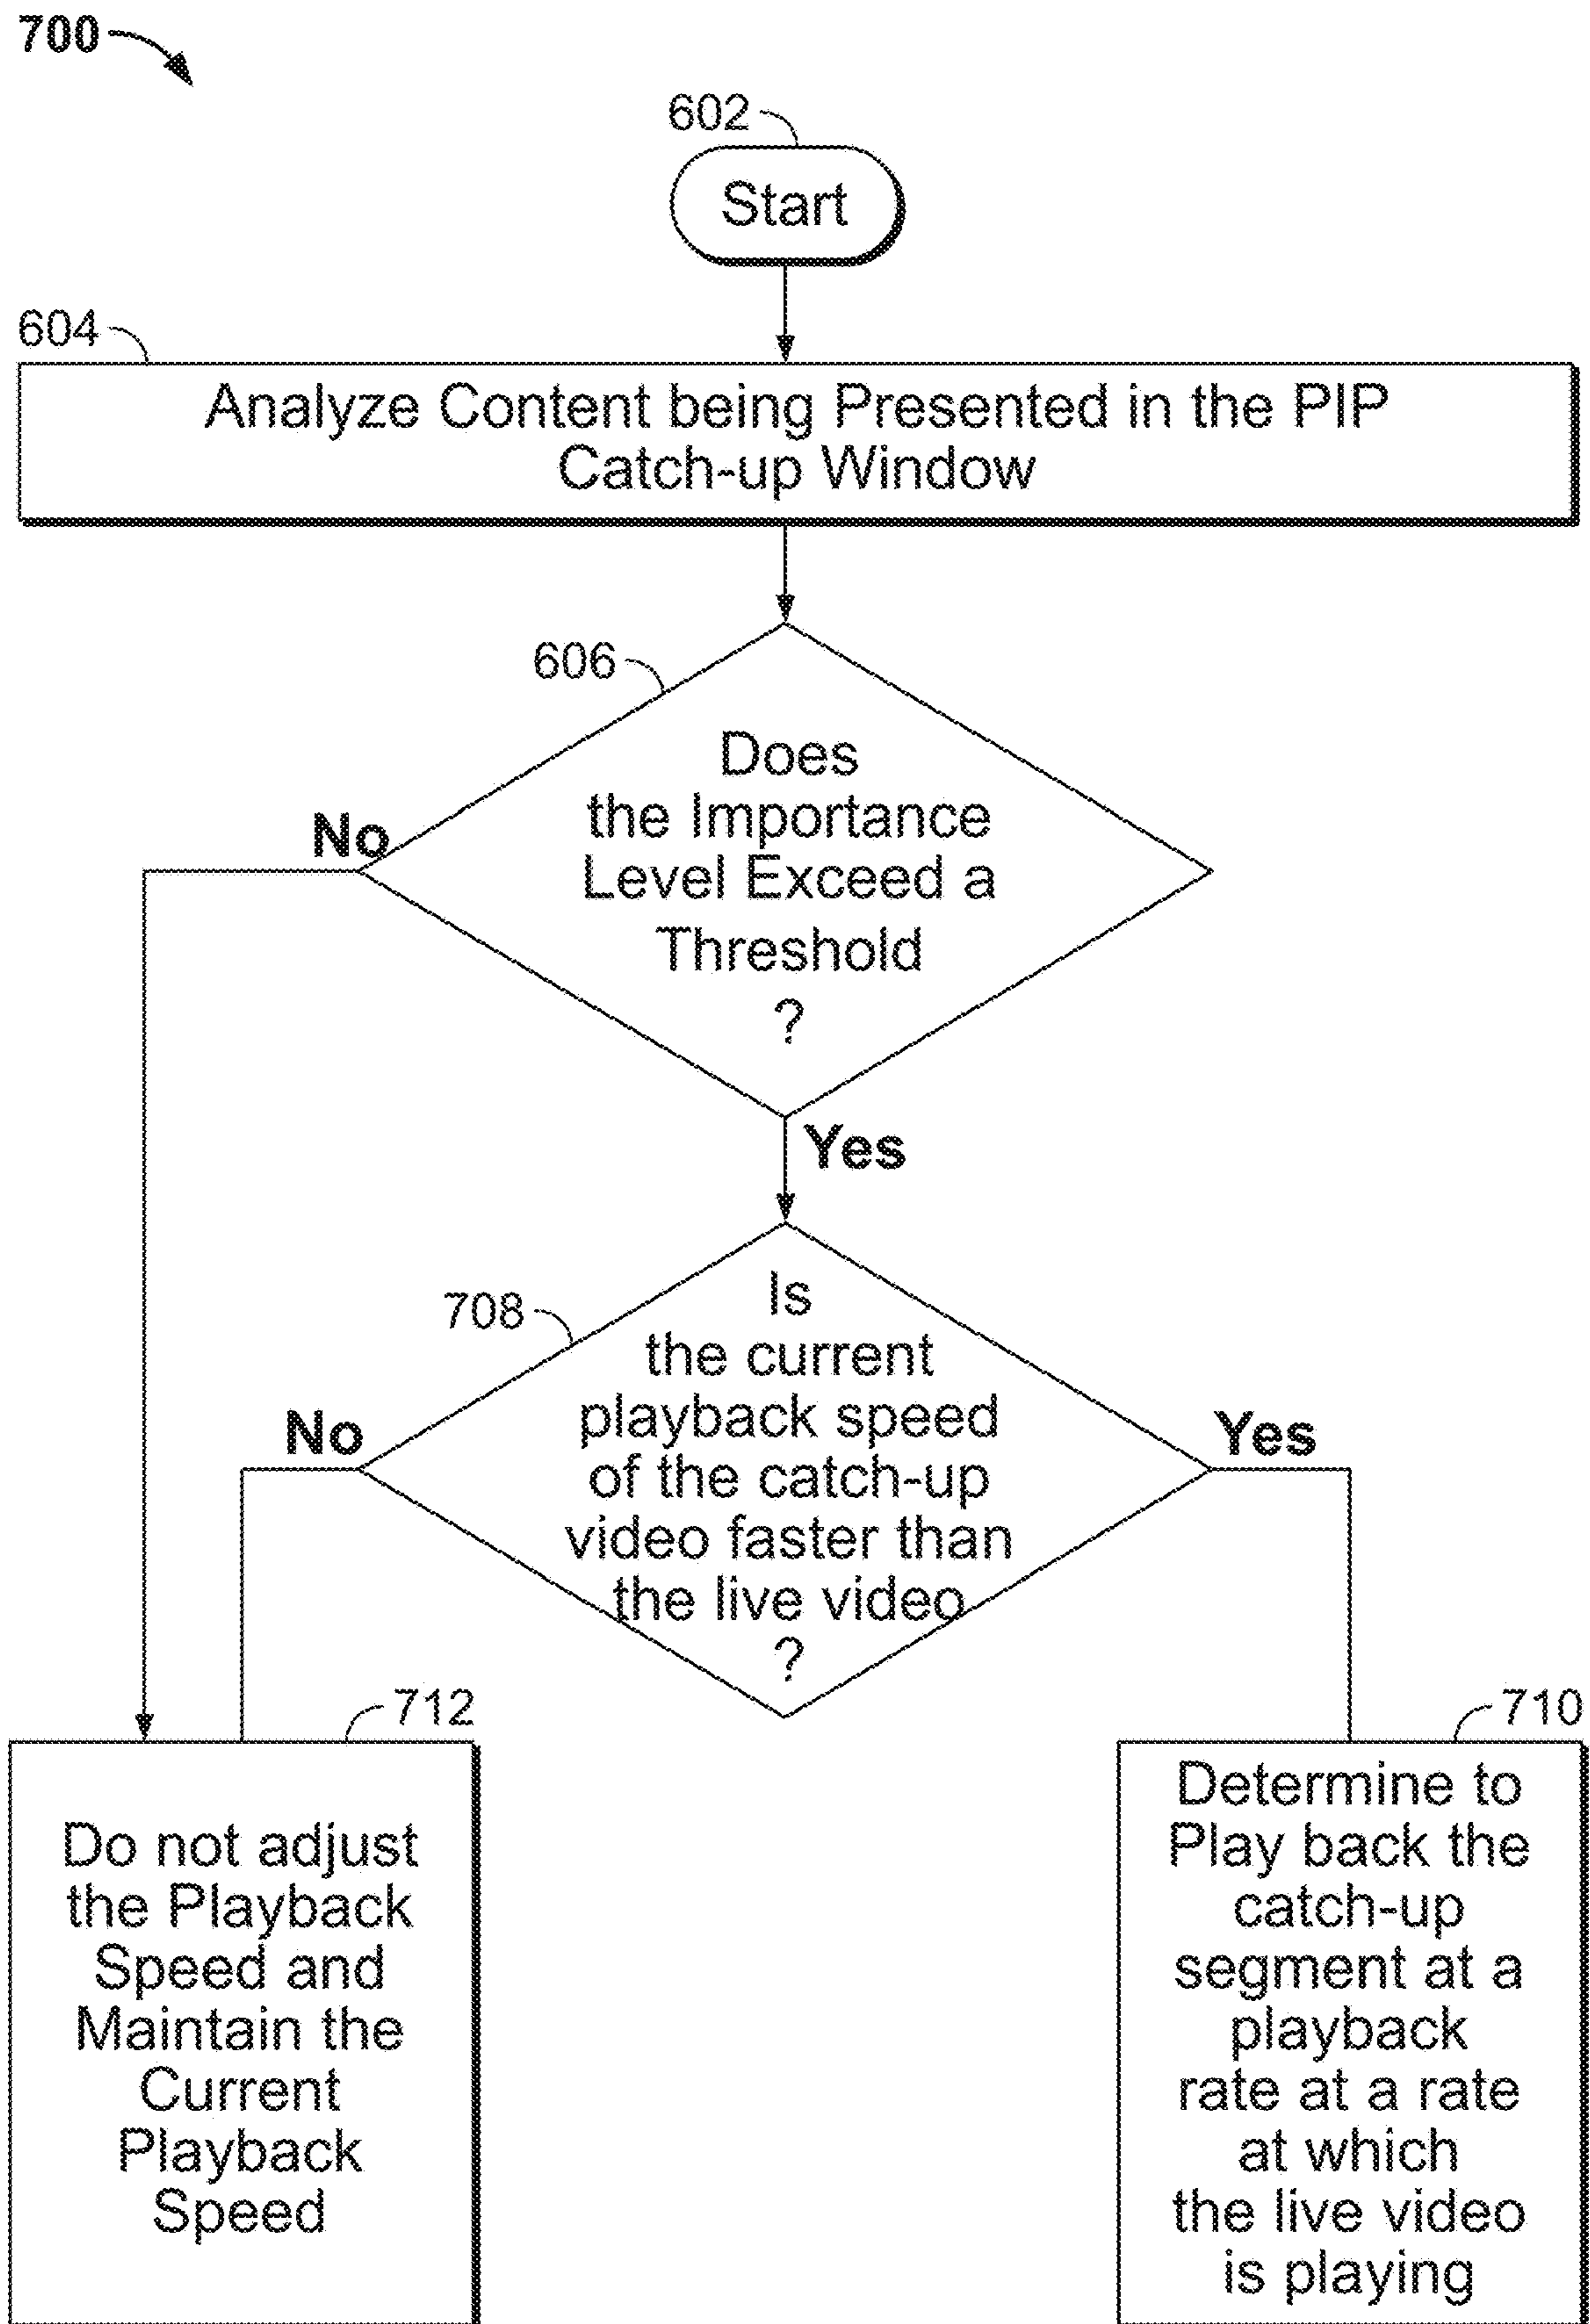 700
602
Start
604
Analyze Content being Presented in the PIP
Catch-up Window
606
Does
the Importance
Level Exceed a
Threshold
?
No
Yes
708
Is
the current
playback speed
of the catch-up
video faster than
the live video
?
No
Yes
712
Do not adjust
the Playback
Speed and
Maintain the
Current
Playback
Speed
710
Determine to
Play back the
catch-up
segment at a
playback
rate at a rate
at which
the live video
is playing